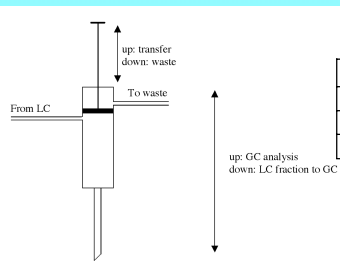 up: transfer
down: waste
To waste
From LC
up: GC analysis
down: LC fraction to GC